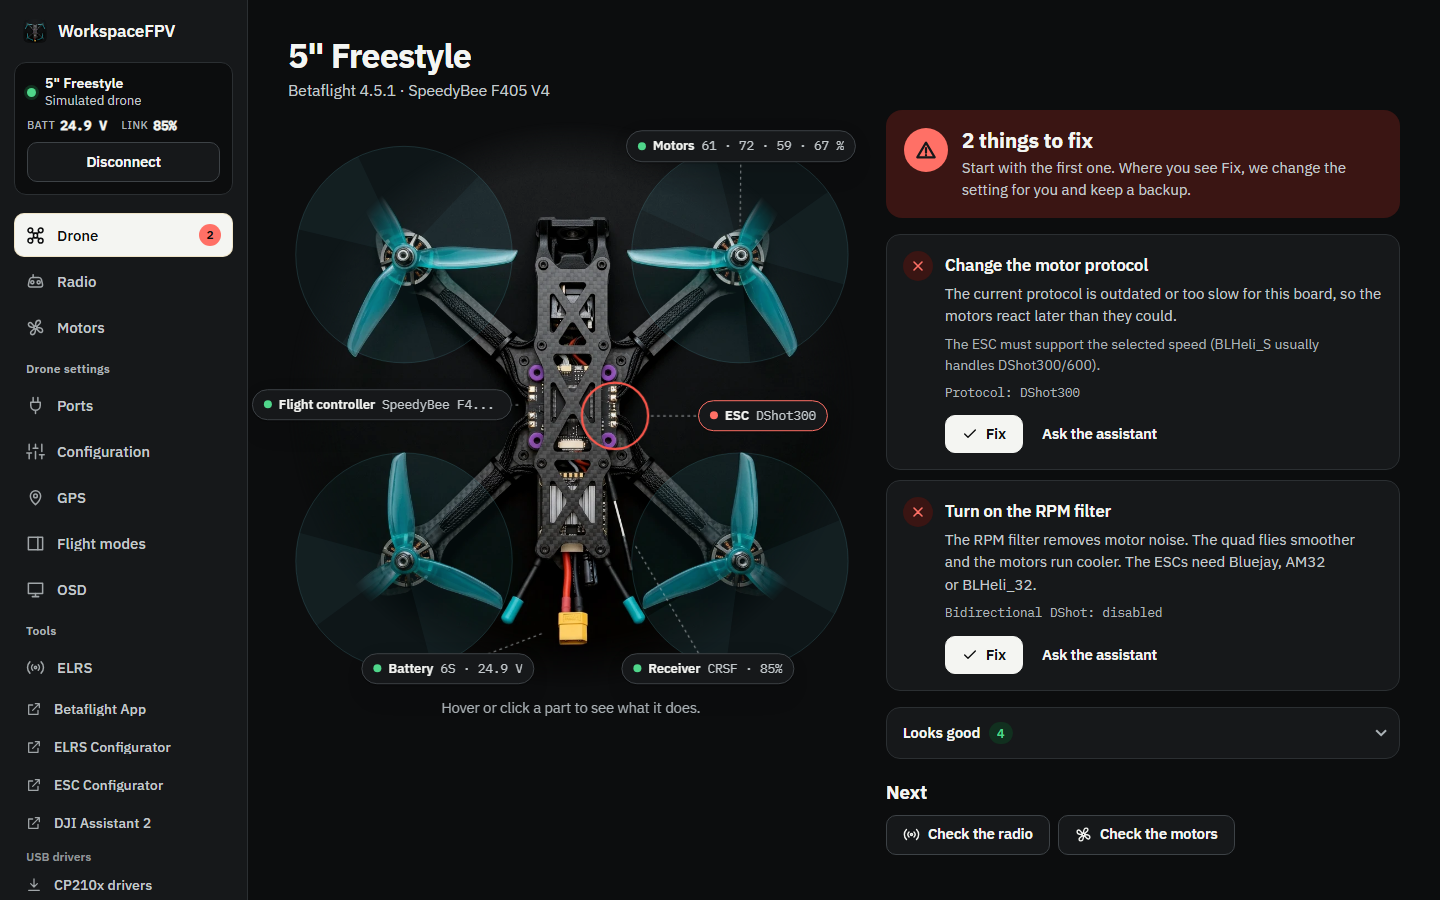 WorkspaceFPV
5" Freestyle
Simulated drone
BATT 24.9 V LINK 85%
Disconnect
Drone 2
Radio
Motors
Drone settings
Ports
Configuration
GPS
Flight modes
OSD
Tools
ELRS
Betaflight App
ELRS Configurator
ESC Configurator
DJI Assistant 2
USB drivers
CP210x drivers
5" Freestyle
Betaflight 4.5.1 · SpeedyBee F405 V4
Motors 61 · 72 · 59 · 67 %
Flight controller SpeedyBee F4...
ESC DShot300
Battery 6S · 24.9 V
Receiver CRSF · 85%
Hover or click a part to see what it does.
2 things to fix
Start with the first one. Where you see Fix, we change the
setting for you and keep a backup.
Change the motor protocol
The current protocol is outdated or too slow for this board, so the
motors react later than they could.
The ESC must support the selected speed (BLHeli_S usually
handles DShot300/600).
Protocol: DShot300
Fix Ask the assistant
Turn on the RPM filter
The RPM filter removes motor noise. The quad flies smoother
and the motors run cooler. The ESCs need Bluejay, AM32
or BLHeli_32.
Bidirectional DShot: disabled
Fix Ask the assistant
Looks good 4
Next
Check the radio Check the motors